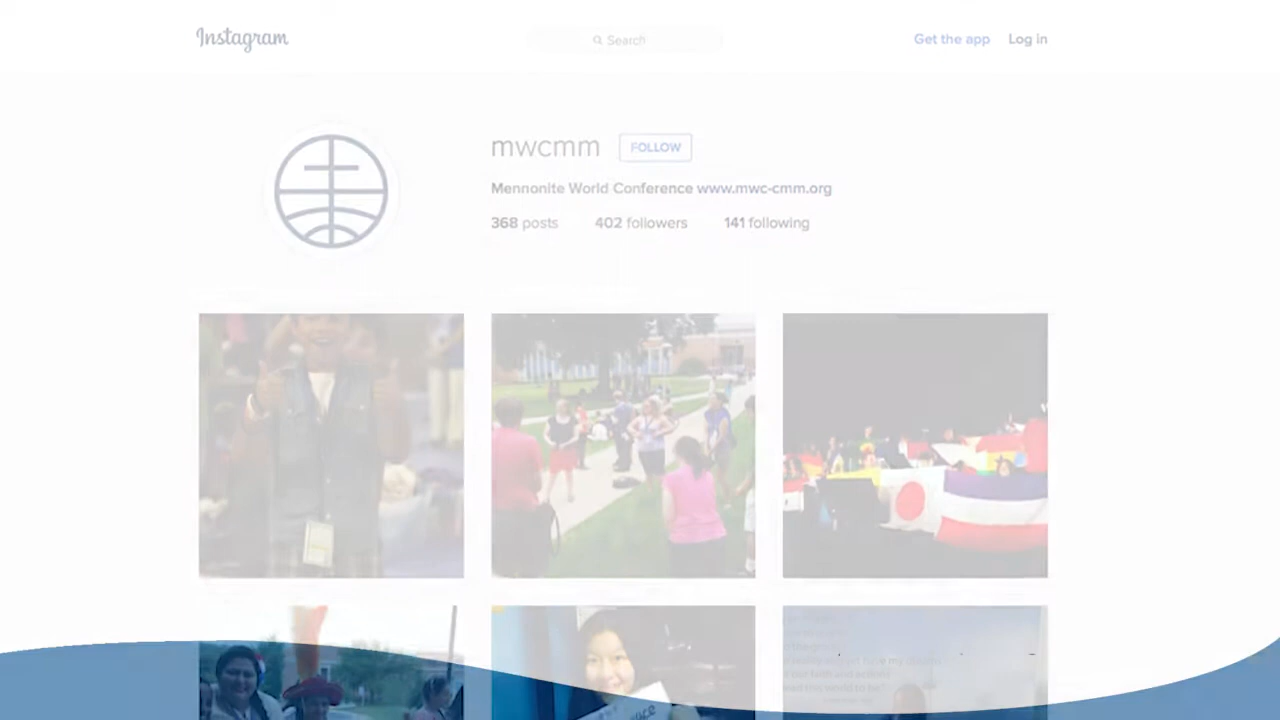 Instagram
Search
Get the app
Log in
mwcmm
FOLLOW
Mennonite World Conference www.mwc-cmm.org
368 posts
402 followers
141 following